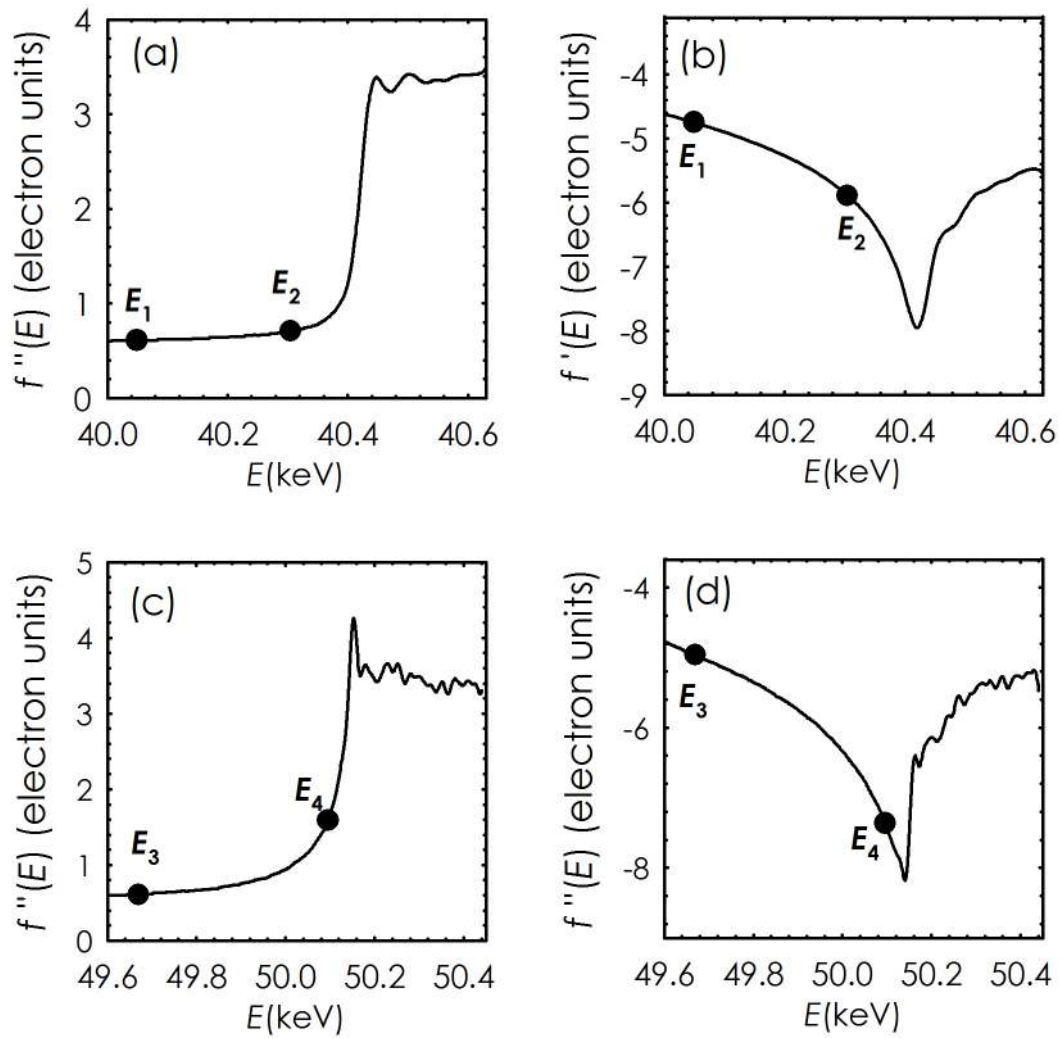 (a)
f "(E) (electron units)
4
3
2
1
0
E1
E2
40.0 40.2 40.4 40.6
E(keV)
(b)
f '(E) (electron units)
-4
-5
-6
-7
-8
-9
E1
E2
40.0 40.2 40.4 40.6
E(keV)
(c)
f "(E) (electron units)
5
4
3
2
1
0
E3
E4
49.6 49.8 50.0 50.2 50.4
E(keV)
(d)
f "(E) (electron units)
-4
-6
-8
E3
E4
49.6 49.8 50.0 50.2 50.4
E(keV)